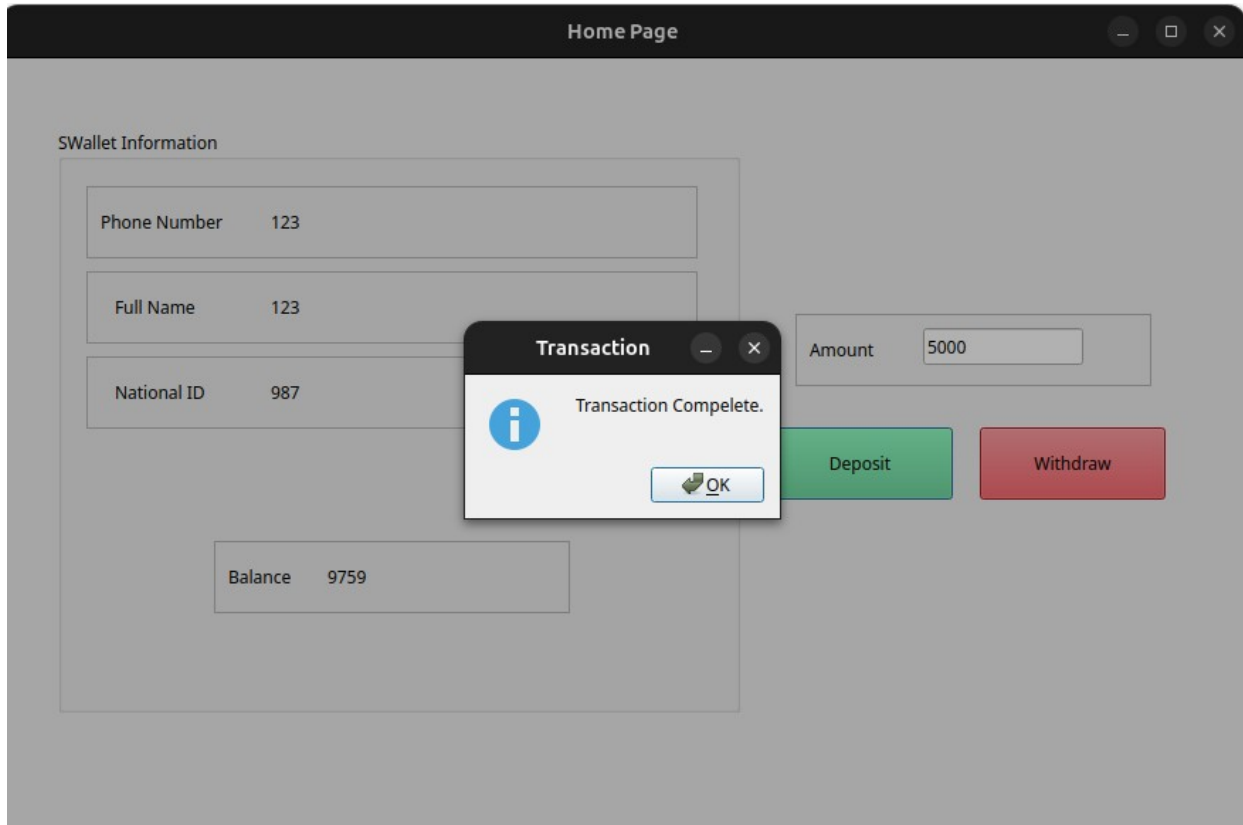 Home Page
SWallet Information
Phone Number 123
Full Name 123
National ID 987
Transaction
Transaction Compelete.
OK
Amount 5000
Deposit Withdraw
Balance 9759